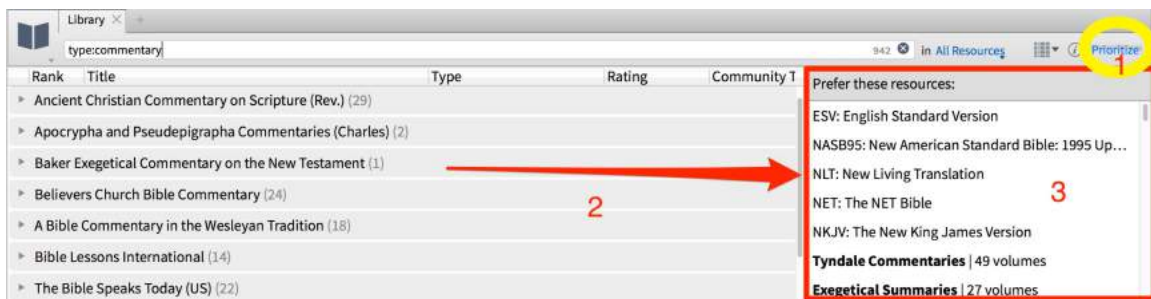 Library
type:commentary
942 in All Resources
Prioritize
1
Rank Title Type Rating Community T
Ancient Christian Commentary on Scripture (Rev.) (29)
Apocrypha and Pseudepigrapha Commentaries (Charles) (2)
Baker Exegetical Commentary on the New Testament (1)
Believers Church Bible Commentary (24)
A Bible Commentary in the Wesleyan Tradition (18)
Bible Lessons International (14)
The Bible Speaks Today (US) (22)
2
Prefer these resources:
ESV: English Standard Version
NASB95: New American Standard Bible: 1995 Up...
NLT: New Living Translation
NET: The NET Bible
NKJV: The New King James Version
Tyndale Commentaries | 49 volumes
Exegetical Summaries | 27 volumes
3